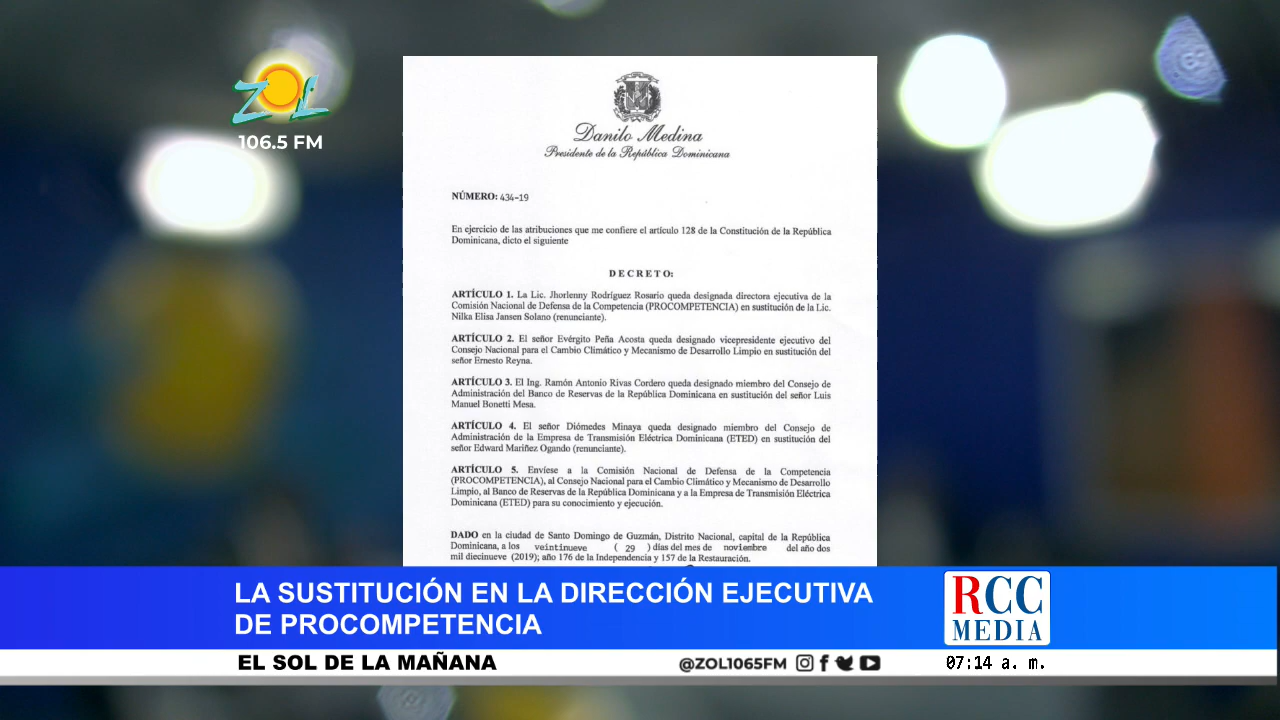 ZOL
106.5 FM
Danilo Medina
Presidente de la República Dominicana
NÚMERO: 434-19
En ejercicio de las atribuciones que me confiere el artículo 128 de la Constitución de la República
Dominicana, dicto el siguiente
DECRETO:
ARTÍCULO 1. La Lic. Jhorlenny Rodríguez Rosario queda designada directora ejecutiva de la
Comisión Nacional de Defensa de la Competencia (PROCOMPETENCIA) en sustitución de la Lic.
Nilka Elisa Jansen Solano (renunciante).
ARTÍCULO 2. El señor Evérgito Peña Acosta queda designado vicepresidente ejecutivo del
Consejo Nacional para el Cambio Climático y Mecanismo de Desarrollo Limpio en sustitución del
señor Ernesto Reyna.
ARTÍCULO 3. El Ing. Ramón Antonio Rivas Cordero queda designado miembro del Consejo de
Administración del Banco de Reservas de la República Dominicana en sustitución del señor Luis
Manuel Bonetti Mesa.
ARTÍCULO 4. El señor Diómedes Minaya queda designado miembro del Consejo de
Administración de la Empresa de Transmisión Eléctrica Dominicana (ETED) en sustitución del
señor Edward Mariñez Ogando (renunciante).
ARTÍCULO 5. Envíese a la Comisión Nacional de Defensa de la Competencia
(PROCOMPETENCIA), al Consejo Nacional para el Cambio Climático y Mecanismo de Desarrollo
Limpio, al Banco de Reservas de la República Dominicana y a la Empresa de Transmisión Eléctrica
Dominicana (ETED) para su conocimiento y ejecución.
DADO en la ciudad de Santo Domingo de Guzmán, Distrito Nacional, capital de la República
Dominicana, a los veintinueve ( 29 ) días del mes de noviembre del año dos
mil diecinueve (2019); año 176 de la Independencia y 157 de la Restauración.
LA SUSTITUCIÓN EN LA DIRECCIÓN EJECUTIVA
DE PROCOMPETENCIA
RCC
MEDIA
EL SOL DE LA MAÑANA
@ZOL1065FM
07:14 a. m.